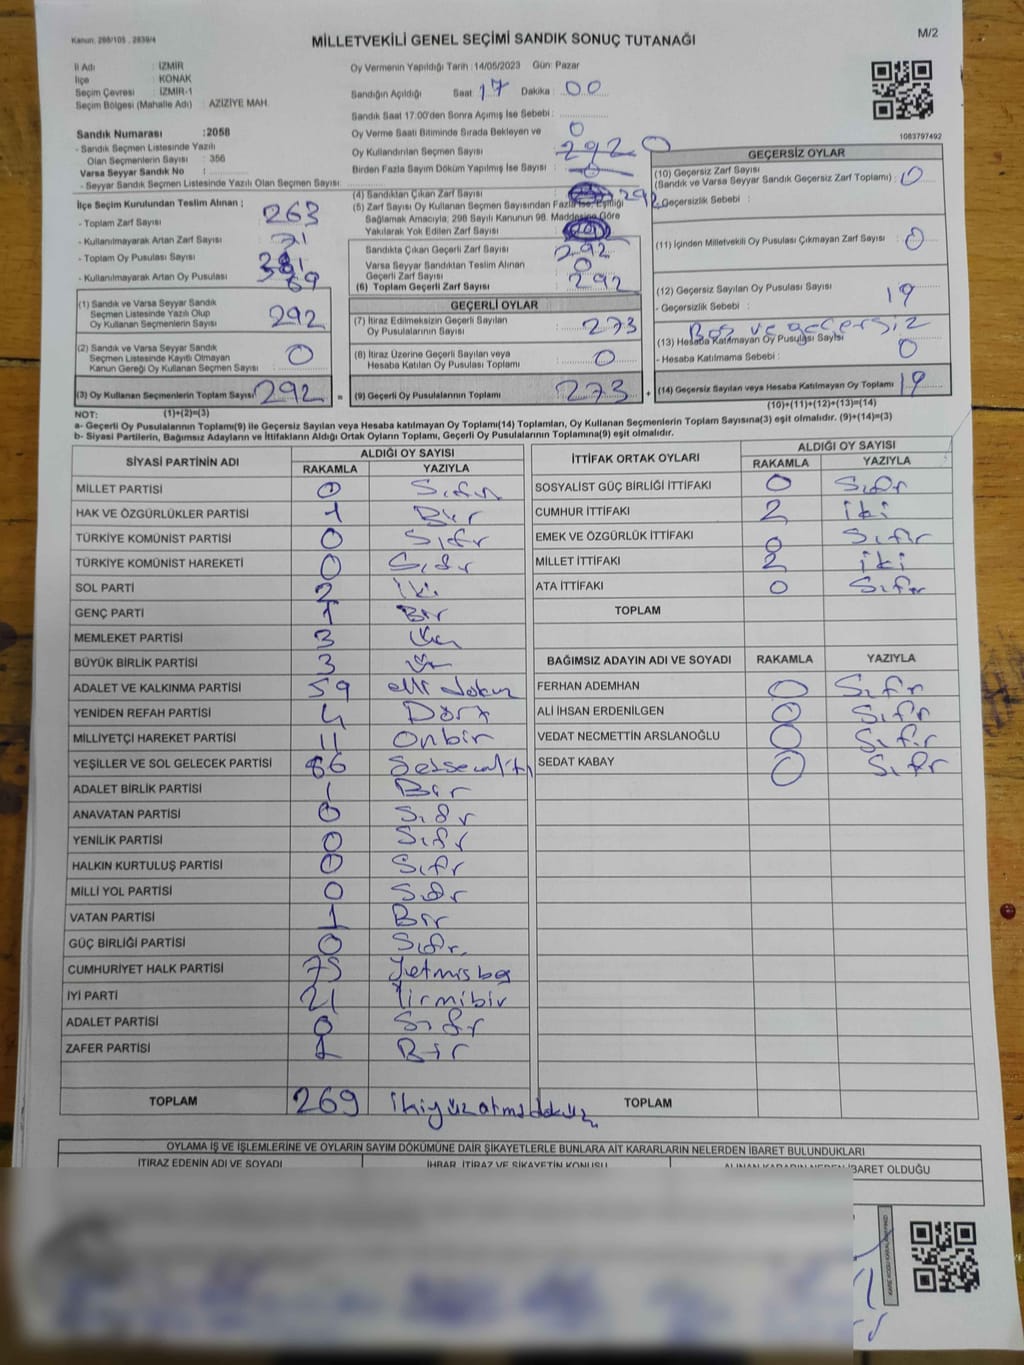 Kanun: 298/105 , 2839/4
MİLLETVEKİLİ GENEL SEÇİMİ SANDIK SONUÇ TUTANAĞI
M/2
İl Adı : İZMİR
İlçe : KONAK
Seçim Çevresi : İZMİR-1
Seçim Bölgesi (Mahalle Adı) : AZİZİYE MAH.
Oy Vermenin Yapıldığı Tarih : 14/05/2023 Gün: Pazar
Sandığın Açıldığı Saat : 17 Dakika : 00
Sandık Saat 17:00'den Sonra Açılmış İse Sebebi :
Sandık Numarası :2058
- Sandık Seçmen Listesinde Yazılı
Olan Seçmenlerin Sayısı : 356
Varsa Seyyar Sandık No :
- Seyyar Sandık Seçmen Listesinde Yazılı Olan Seçmen Sayısı:
Oy Verme Saati Bitiminde Sırada Bekleyen ve
Oy Kullandırılan Seçmen Sayısı : 0
Birden Fazla Sayım Döküm Yapılmış İse Sayısı : 0
1083797492
İlçe Seçim Kurulundan Teslim Alınan ;
- Toplam Zarf Sayısı : 263
- Kullanılmayarak Artan Zarf Sayısı : 71
- Toplam Oy Pusulası Sayısı
- Kullanılmayarak Artan Oy Pusulası : 69
(4) Sandıktan Çıkan Zarf Sayısı : 292
(5) Zarf Sayısı Oy Kullanan Seçmen Sayısından Fazla İse, Eşitliği
Sağlamak Amacıyla, 298 Sayılı Kanunun 98. Maddesine Göre
Yakılarak Yok Edilen Zarf Sayısı
Sandıkta Çıkan Geçerli Zarf Sayısı : 292
Varsa Seyyar Sandıktan Teslim Alınan
Geçerli Zarf Sayısı : 0
(6) Toplam Geçerli Zarf Sayısı : 292
GEÇERSİZ OYLAR
(10) Geçersiz Zarf Sayısı
(Sandık ve Varsa Seyyar Sandık Geçersiz Zarf Toplamı) : 0
- Geçersizlik Sebebi :
(11) İçinden Milletvekili Oy Pusulası Çıkmayan Zarf Sayısı : 0
(12) Geçersiz Sayılan Oy Pusulası Sayısı : 19
- Geçersizlik Sebebi : Boş ve geçersiz
(13) Hesaba Katılmayan Oy Pusulası Sayısı : 0
- Hesaba Katılmama Sebebi :
(14) Geçersiz Sayılan veya Hesaba Katılmayan Oy Toplamı 19
(1) Sandık ve Varsa Seyyar Sandık
Seçmen Listesinde Yazılı Olup
Oy Kullanan Seçmenlerin Sayısı : 292
(2) Sandık ve Varsa Seyyar Sandık
Seçmen Listesinde Kayıtlı Olmayan
Kanun Gereği Oy Kullanan Seçmen Sayısı : 0
(3) Oy Kullanan Seçmenlerin Toplam Sayısı: 292 =
GEÇERLİ OYLAR
(7) İtiraz Edilmeksizin Geçerli Sayılan
Oy Pusulalarının Sayısı : 273
(8) İtiraz Üzerine Geçerli Sayılan veya
Hesaba Katılan Oy Pusulası Toplamı : 0
(9) Geçerli Oy Pusulalarının Toplamı : 273 +
NOT: (1)+(2)=(3)
(10)+(11)+(12)+(13)=(14)
a- Geçerli Oy Pusulalarının Toplamı(9) ile Geçersiz Sayılan veya Hesaba katılmayan Oy Toplamı(14) Toplamları, Oy Kullanan Seçmenlerin Toplam Sayısına(3) eşit olmalıdır. (9)+(14)=(3)
b- Siyasi Partilerin, Bağımsız Adayların ve İttifakların Aldığı Ortak Oyların Toplamı, Geçerli Oy Pusulalarının Toplamına(9) eşit olmalıdır.
SİYASİ PARTİNİN ADI ALDIĞI OY SAYISI
RAKAMLA YAZIYLA
MİLLET PARTİSİ 0 Sıfır
HAK VE ÖZGÜRLÜKLER PARTİSİ 1 Bir
TÜRKİYE KOMÜNİST PARTİSİ 0 Sıfır
TÜRKİYE KOMÜNİST HAREKETİ 0 Sıfır
SOL PARTİ 2 İki
GENÇ PARTİ 1 Bir
MEMLEKET PARTİSİ 3 Üç
BÜYÜK BİRLİK PARTİSİ 3 Üç
ADALET VE KALKINMA PARTİSİ 59 elli dokuz
YENİDEN REFAH PARTİSİ 4 Dört
MİLLİYETÇİ HAREKET PARTİSİ 11 Onbir
YEŞİLLER VE SOL GELECEK PARTİSİ 86 Seksenaltı
ADALET BİRLİK PARTİSİ 1 Bir
ANAVATAN PARTİSİ 0 Sıfır
YENİLİK PARTİSİ 0 Sıfır
HALKIN KURTULUŞ PARTİSİ 0 Sıfır
MİLLİ YOL PARTİSİ 0 Sıfır
VATAN PARTİSİ 1 Bir
GÜÇ BİRLİĞİ PARTİSİ 0 Sıfır
CUMHURİYET HALK PARTİSİ 75 Yetmişbeş
İYİ PARTİ 21 Yirmibir
ADALET PARTİSİ 0 Sıfır
ZAFER PARTİSİ 1 Bir
TOPLAM 269 ikiyüzatmışdokuz
İTTİFAK ORTAK OYLARI ALDIĞI OY SAYISI
RAKAMLA YAZIYLA
SOSYALİST GÜÇ BİRLİĞİ İTTİFAKI 0 Sıfır
CUMHUR İTTİFAKI 2 iki
EMEK VE ÖZGÜRLÜK İTTİFAKI 0 Sıfır
MİLLET İTTİFAKI 2 iki
ATA İTTİFAKI 0 Sıfır
TOPLAM
BAĞIMSIZ ADAYIN ADI VE SOYADI RAKAMLA YAZIYLA
FERHAN ADEMHAN 0 Sıfır
ALİ İHSAN ERDENİLGEN 0 Sıfır
VEDAT NECMETTİN ARSLANOĞLU 0 Sıfır
SEDAT KABAY 0 Sıfır
TOPLAM
OYLAMA İŞ VE İŞLEMLERİNE VE OYLARIN SAYIM DÖKÜMÜNE DAİR ŞİKAYETLERLE BUNLARA AİT KARARLARIN NELERDEN İBARET BULUNDUKLARI
İTİRAZ EDENİN ADI VE SOYADI İHBAR, İTİRAZ VE ŞİKAYETİN KONUSU ALINAN KARARIN NEDEN İBARET OLDUĞU